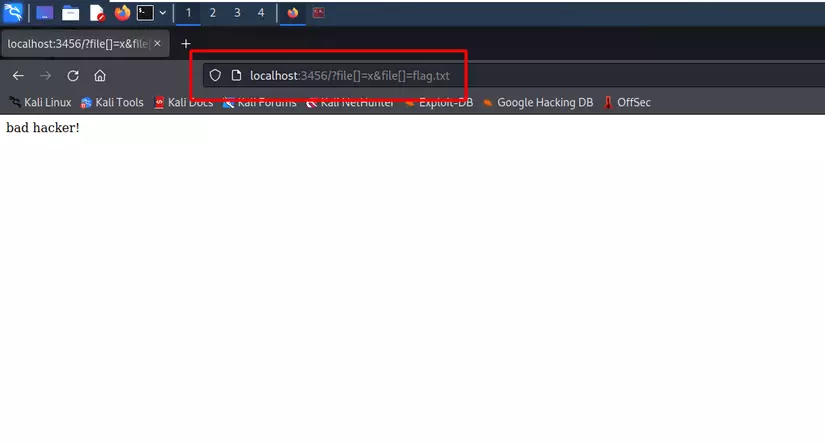 1 2 3 4
localhost:3456/?file[]=x&file[
localhost:3456/?file[]=x&file[]=flag.txt
Kali Linux Kali Tools Kali Docs Kali Forums Kali NetHunter Exploit-DB Google Hacking DB OffSec
bad hacker!